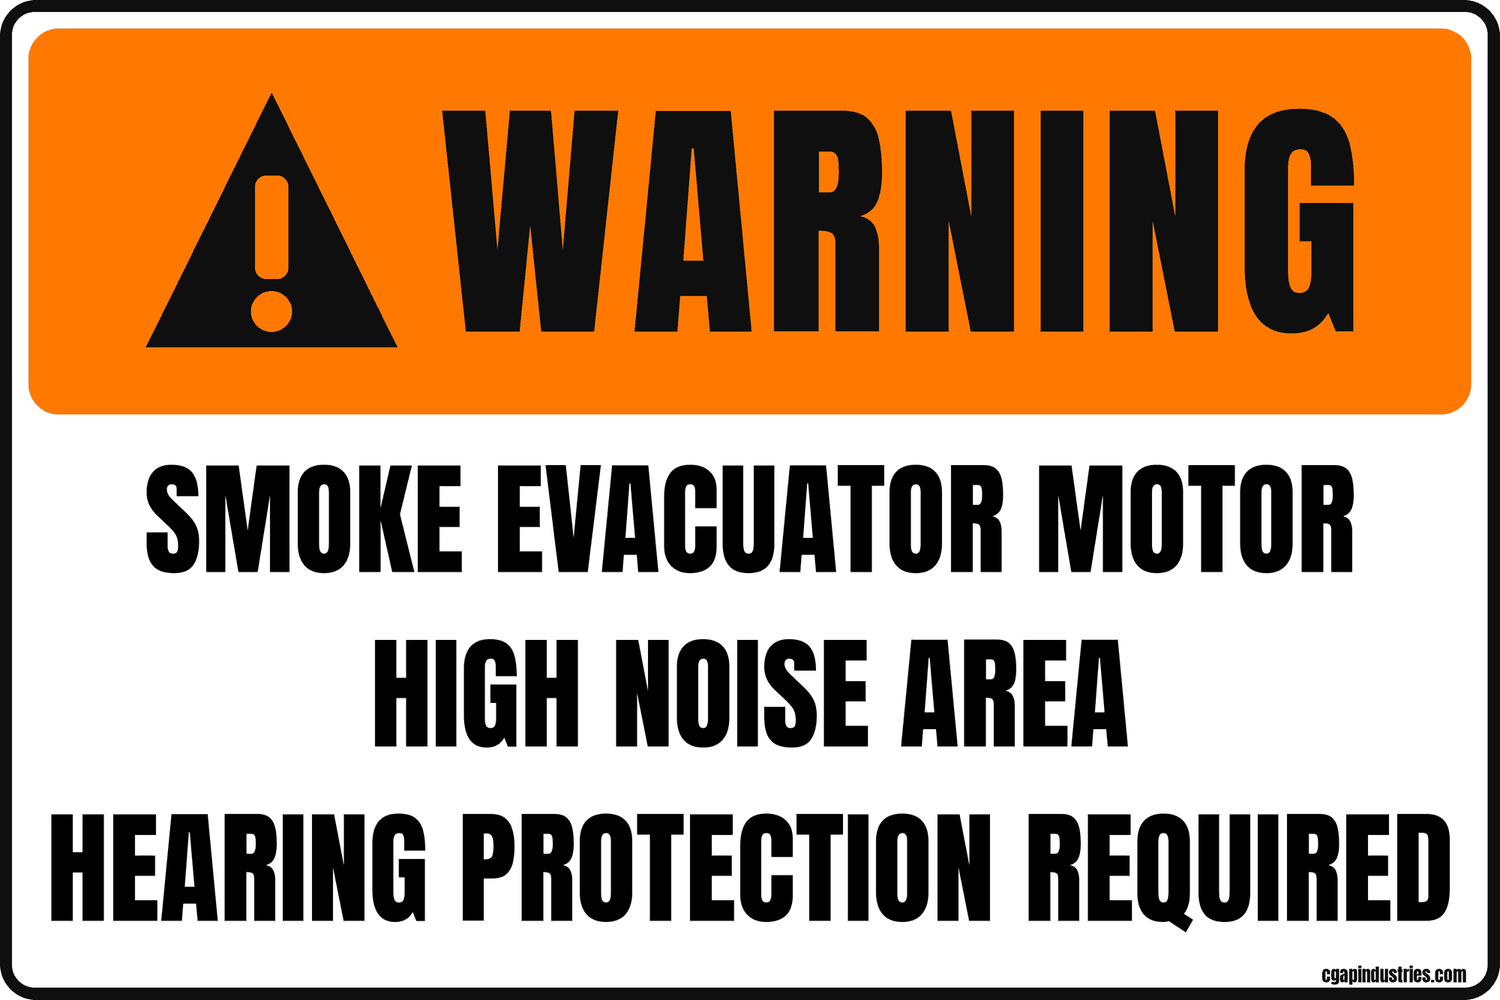 WARNING
SMOKE EVACUATOR MOTOR
HIGH NOISE AREA
HEARING PROTECTION REQUIRED
cgapindustries.com